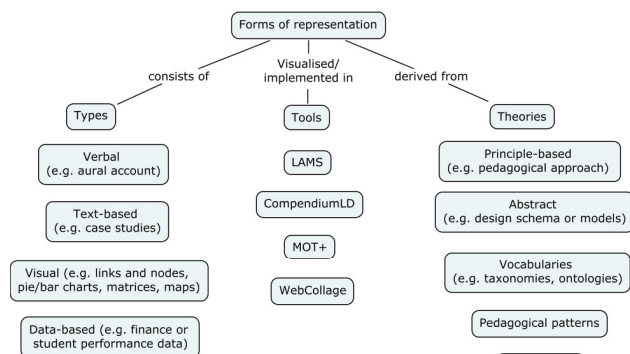 Forms of representation
consists of
Visualised/
implemented in
derived from
Types
Tools
Theories
Verbal
(e.g. aural account)
Text-based
(e.g. case studies)
Visual (e.g. links and nodes,
pie/bar charts, matrices, maps)
Data-based (e.g. finance or
student performance data)
LAMS
CompendiumLD
MOT+
WebCollage
Principle-based
(e.g. pedagogical approach)
Abstract
(e.g. design schema or models)
Vocabularies
(e.g. taxonomies, ontologies)
Pedagogical patterns